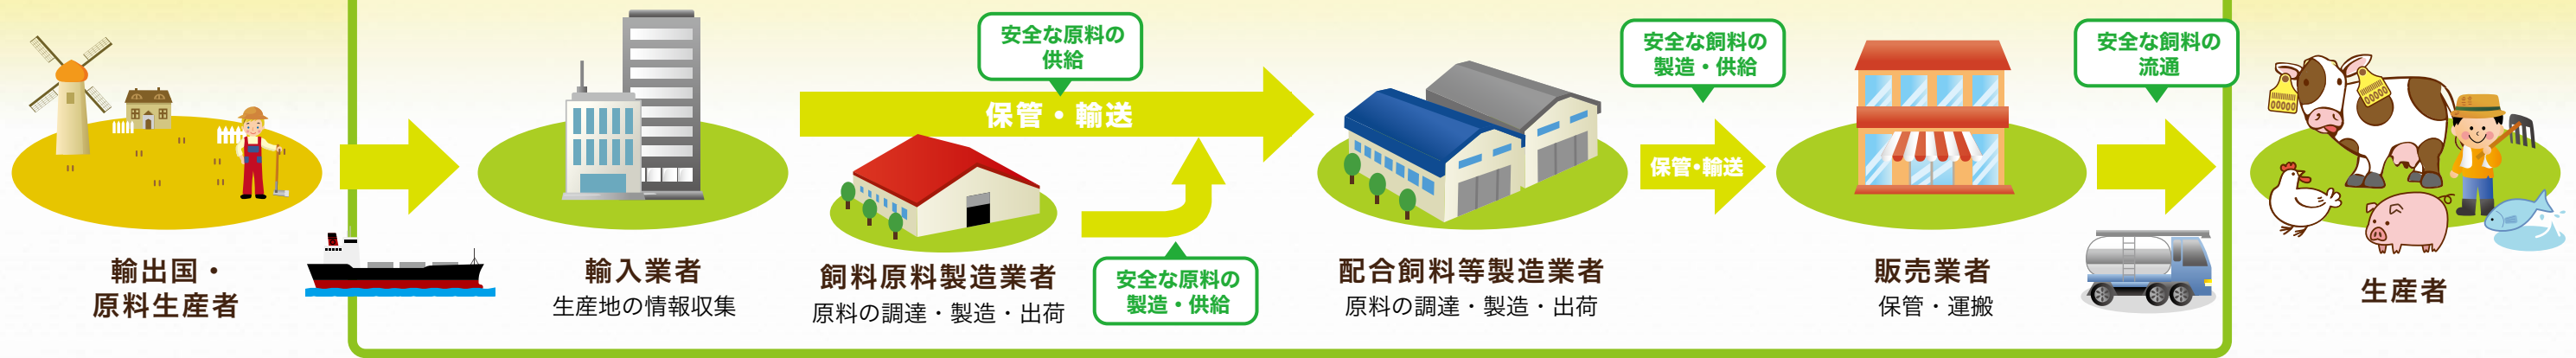 輸出国・
原料生産者
輸入業者
生産地の情報収集
安全な原料の
供給
保管・輸送
飼料原料製造業者
原料の調達・製造・出荷
安全な原料の
製造・供給
配合飼料等製造業者
原料の調達・製造・出荷
安全な飼料の
製造・供給
保管・輸送
販売業者
保管・運搬
安全な飼料の
流通
00000
00000
生産者